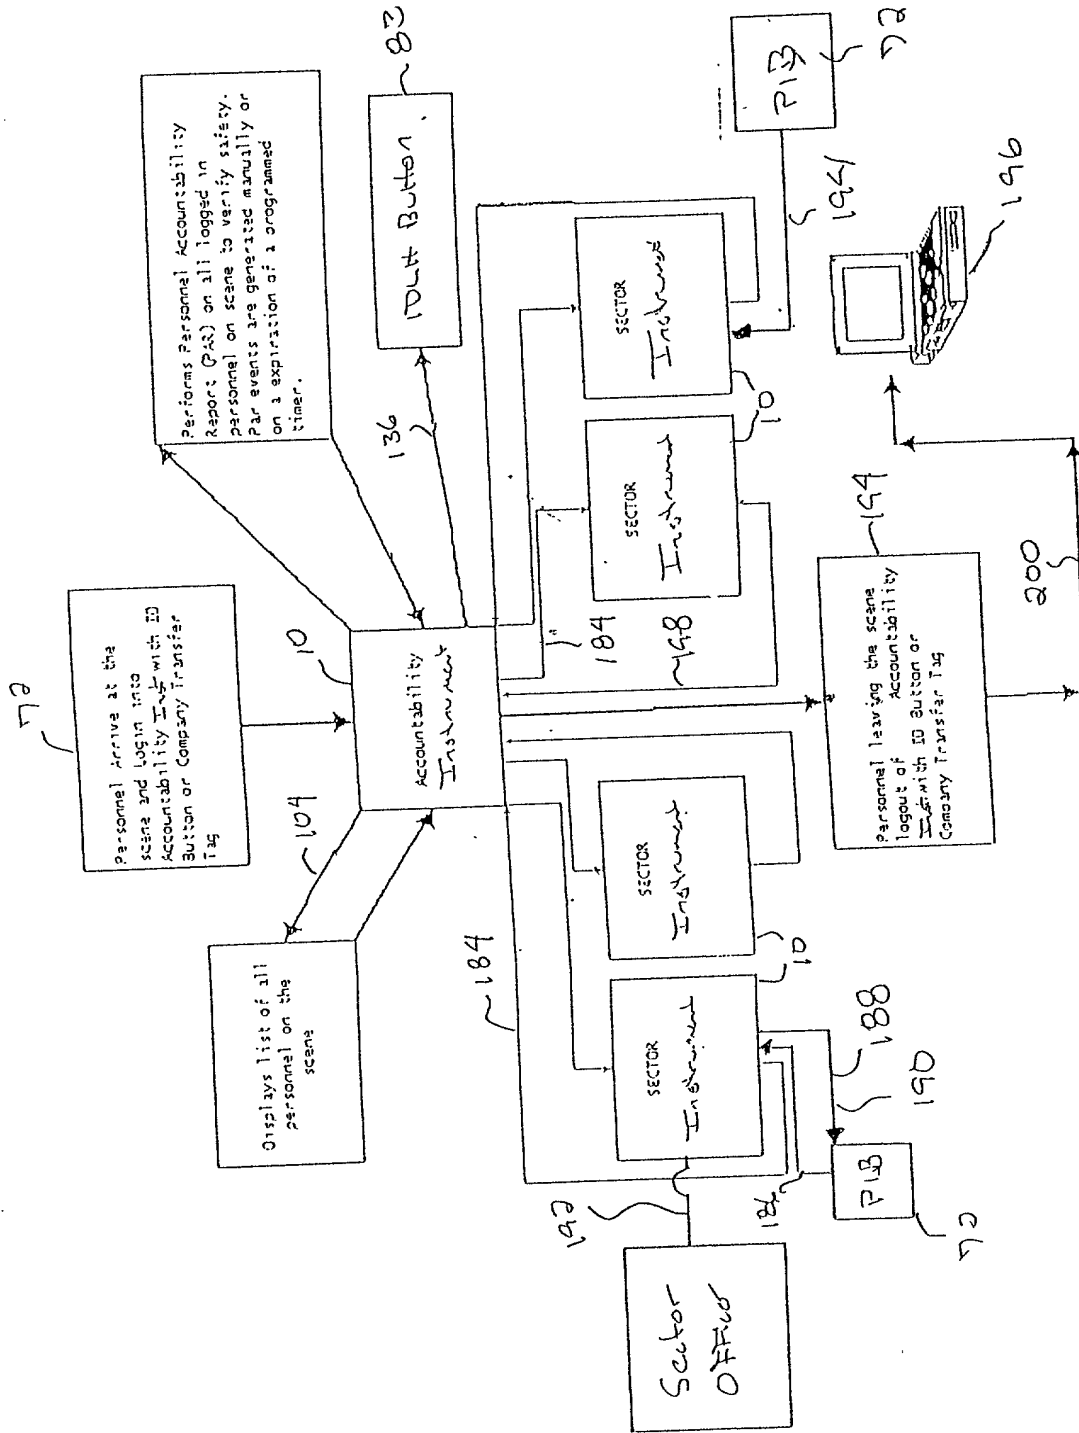 72
Personnel Arrive at the
scene and Login into
Accountability Inst with ID
Button or Company Transfer
Tag
104
10
Displays list of all
personnel on the
scene
Accountability
Instrument
Performs Personnel Accountability
Report (PAR) on all logged in
personnel on scene to verify safety.
Par events are generated manually or
on a expiration of a programmed
timer.
136
IDLH Button
82
184
184
198
SECTOR
Instrument
SECTOR
Instrument
SECTOR
Instrument
SECTOR
Instrument
10
10
10
192
Sector
Office
186
PIB
72
188
190
Personnel leaving the scene
logout of Accountability
Inst with ID Button or
Company Transfer Tag
194
PIB
72
194
196
200